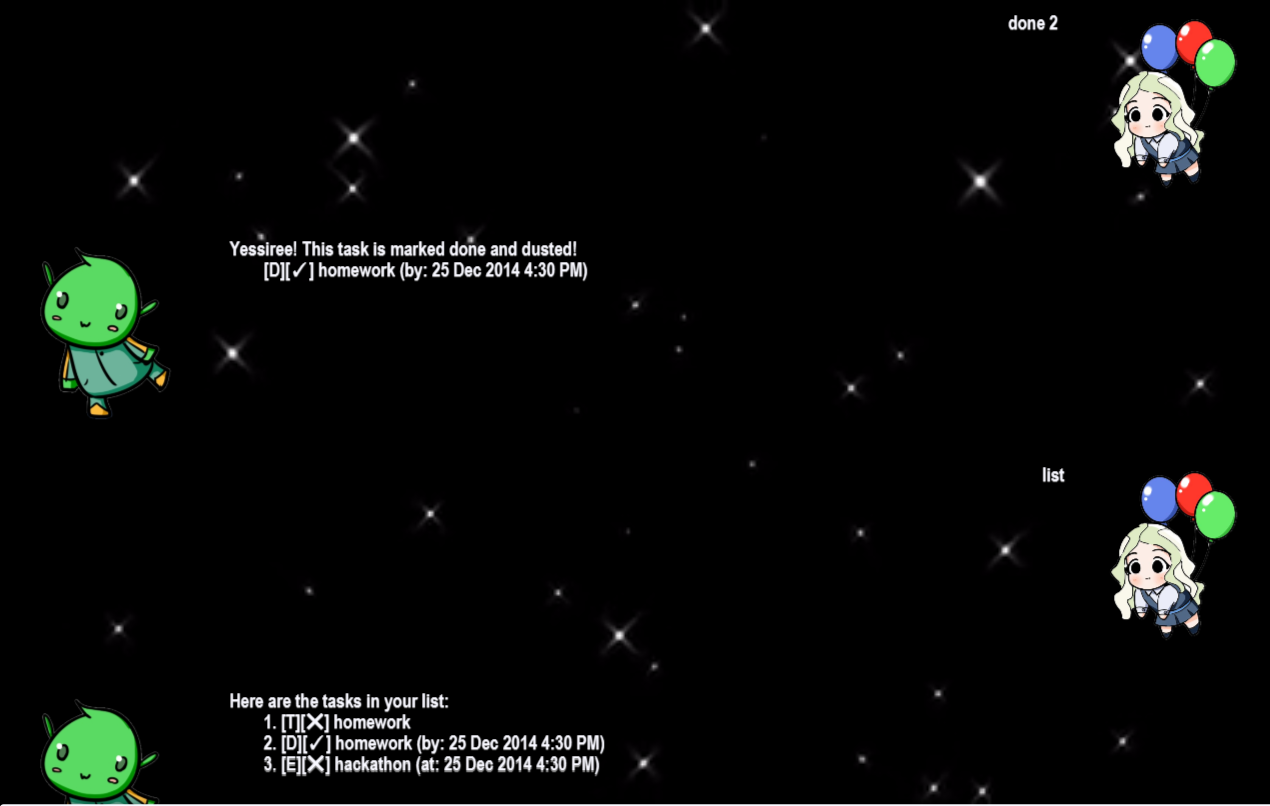 done 2
Yessiree! This task is marked done and dusted!
[D][✓] homework (by: 25 Dec 2014 4:30 PM)
list
Here are the tasks in your list:
1. [T][✕] homework
2. [D][✓] homework (by: 25 Dec 2014 4:30 PM)
3. [E][✕] hackathon (at: 25 Dec 2014 4:30 PM)